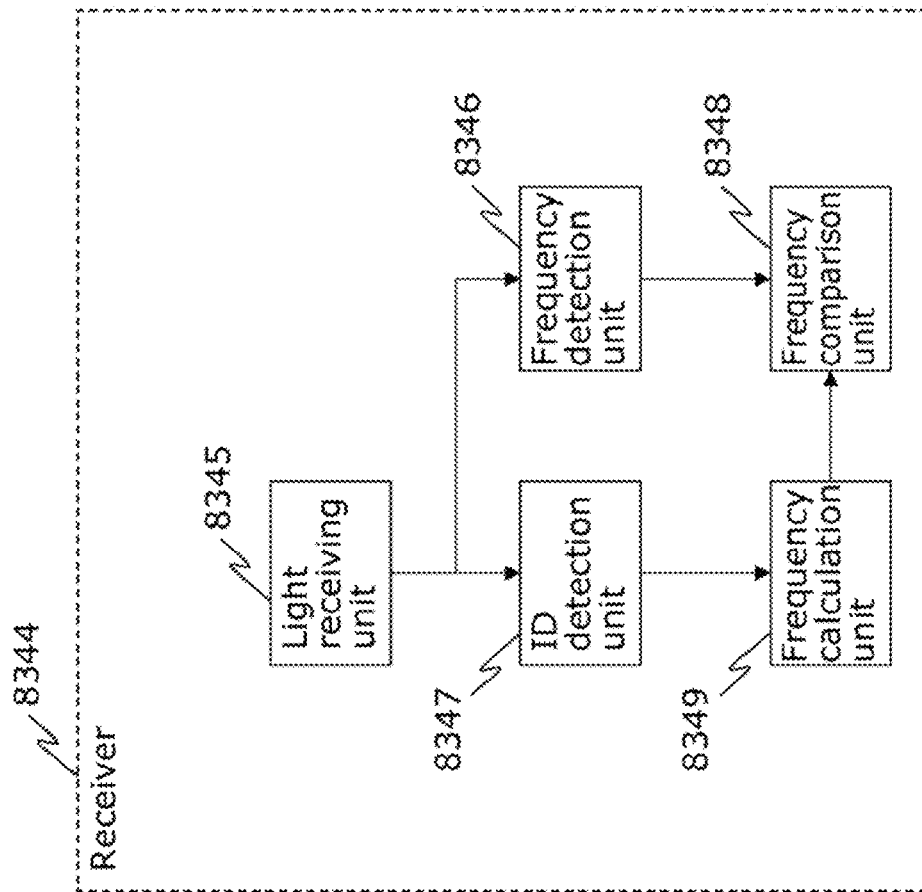 8344
Receiver
8345
Light
receiving
unit
8347
ID
detection
unit
8346
Frequency
detection
unit
8349
Frequency
calculation
unit
8348
Frequency
comparison
unit